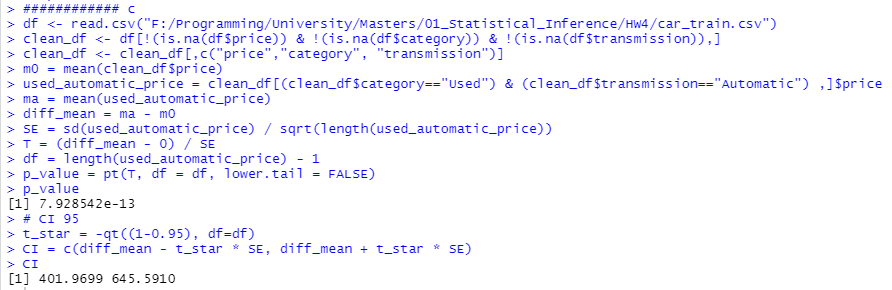 > ############ c
> df <- read.csv("F:/Programming/University/Masters/01_Statistical_Inference/HW4/car_train.csv")
> clean_df <- df[!(is.na(df$price)) & !(is.na(df$category)) & !(is.na(df$transmission)),]
> clean_df <- clean_df[,c("price","category", "transmission")]
> m0 = mean(clean_df$price)
> used_automatic_price = clean_df[(clean_df$category=="Used") & (clean_df$transmission=="Automatic") ,]$price
> ma = mean(used_automatic_price)
> diff_mean = ma - m0
> SE = sd(used_automatic_price) / sqrt(length(used_automatic_price))
> T = (diff_mean - 0) / SE
> df = length(used_automatic_price) - 1
> p_value = pt(T, df = df, lower.tail = FALSE)
> p_value
[1] 7.928542e-13
> # CI 95
> t_star = -qt((1-0.95), df=df)
> CI = c(diff_mean - t_star * SE, diff_mean + t_star * SE)
> CI
[1] 401.9699 645.5910